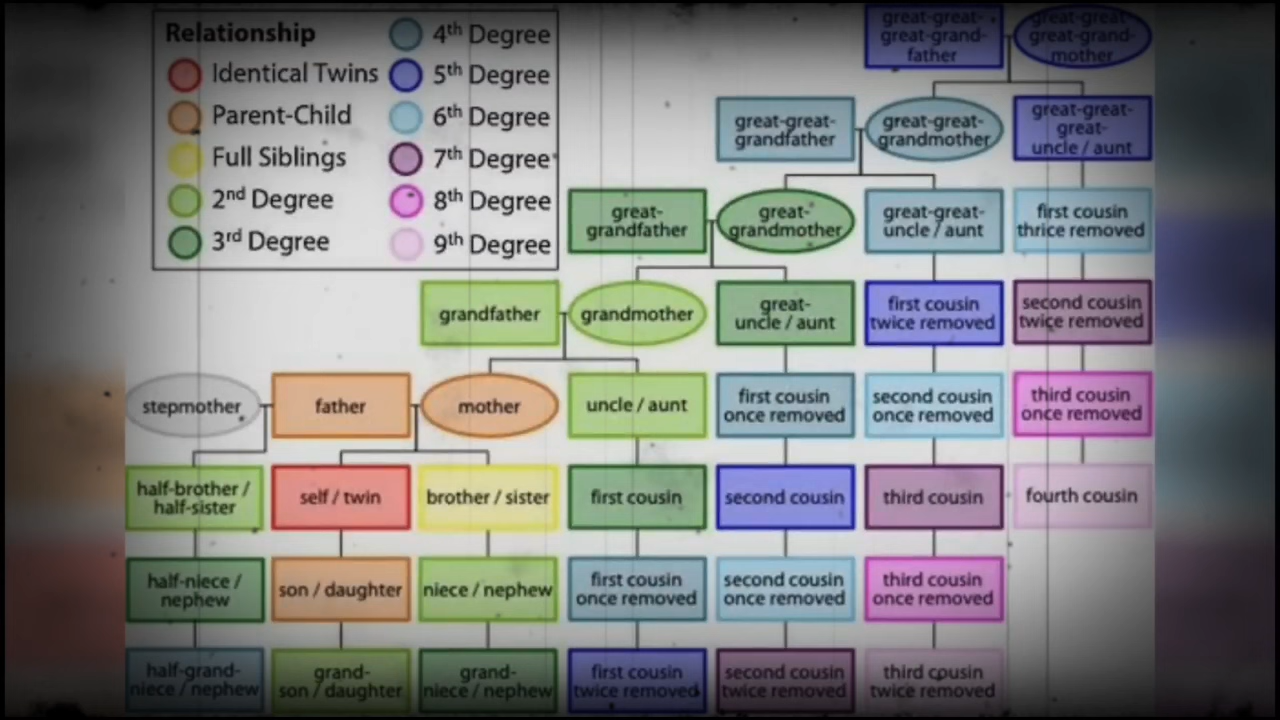 Relationship
Identical Twins
Parent-Child
Full Siblings
2nd Degree
3rd Degree
4th Degree
5th Degree
6th Degree
7th Degree
8th Degree
9th Degree
great-great-
great-grand-
father
great-great-
great-grand-
mother
great-great-
grandfather
great-great-
grandmother
great-great-
great-
uncle / aunt
great-
grandfather
great-
grandmother
great-great-
uncle / aunt
first cousin
thrice removed
grandfather
grandmother
great-
uncle / aunt
first cousin
twice removed
second cousin
twice removed
stepmother
father
mother
uncle / aunt
first cousin
once removed
second cousin
once removed
third cousin
once removed
half-brother /
half-sister
self / twin
brother / sister
first cousin
second cousin
third cousin
fourth cousin
half-niece /
nephew
son / daughter
niece / nephew
first cousin
once removed
second cousin
once removed
third cousin
once removed
half-grand-
niece / nephew
grand-
son / daughter
grand-
niece / nephew
first cousin
twice removed
second cousin
twice removed
third cousin
twice removed